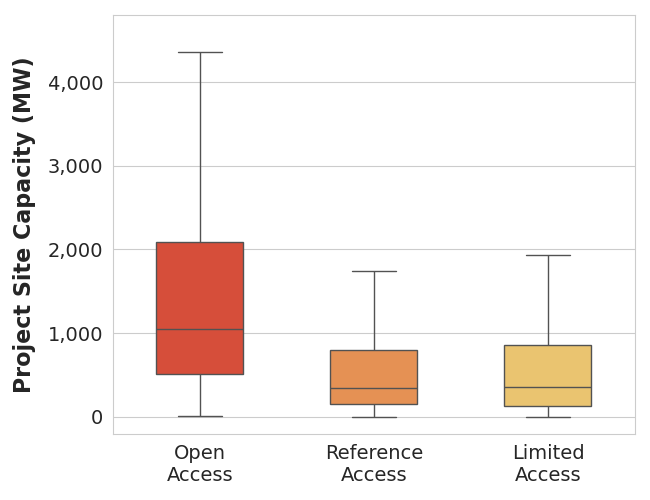 Project Site Capacity (MW)
4,000
3,000
2,000
1,000
0
Open
Access
Reference
Access
Limited
Access